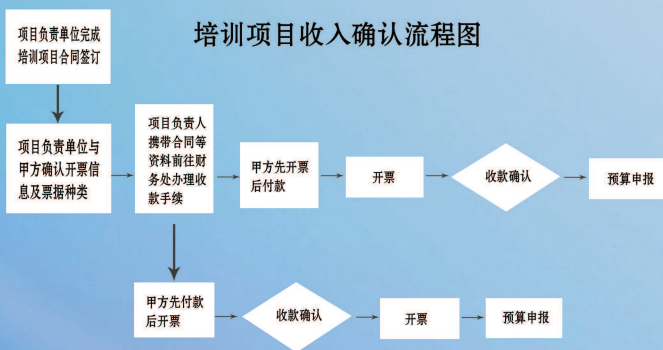 培训项目收入确认流程图
项目负责单位完成
培训项目合同签订
项目负责单位与
甲方确认开票信
息及票据种类
项目负责人
携带合同等
资料前往财
务处办理收
款手续
甲方先开票
后付款
开票
收款确认
预算申报
甲方先付款
后开票
收款确认
开票
预算申报